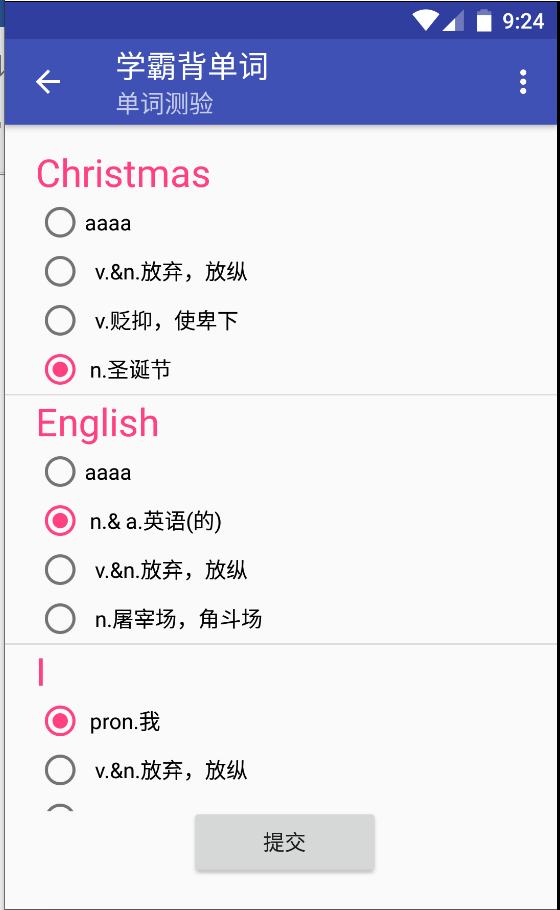 9:24
学霸背单词
单词测验
Christmas
aaaa
v.&n.放弃，放纵
v.贬抑，使卑下
n.圣诞节
English
aaaa
n.& a.英语(的)
v.&n.放弃，放纵
n.屠宰场，角斗场
I
pron.我
v.&n.放弃，放纵
提交